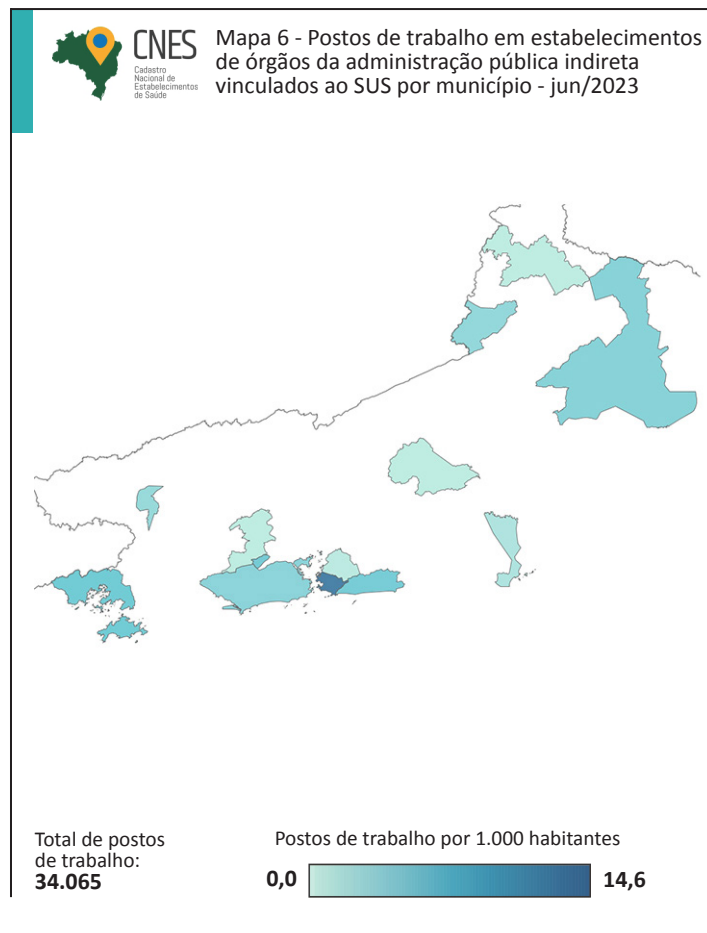 CNES
Cadastro
Nacional de
Estabelecimentos
de Saúde
Mapa 6 - Postos de trabalho em estabelecimentos
de órgãos da administração pública indireta
vinculados ao SUS por município - jun/2023
Total de postos
de trabalho:
34.065
Postos de trabalho por 1.000 habitantes
0,0
14,6